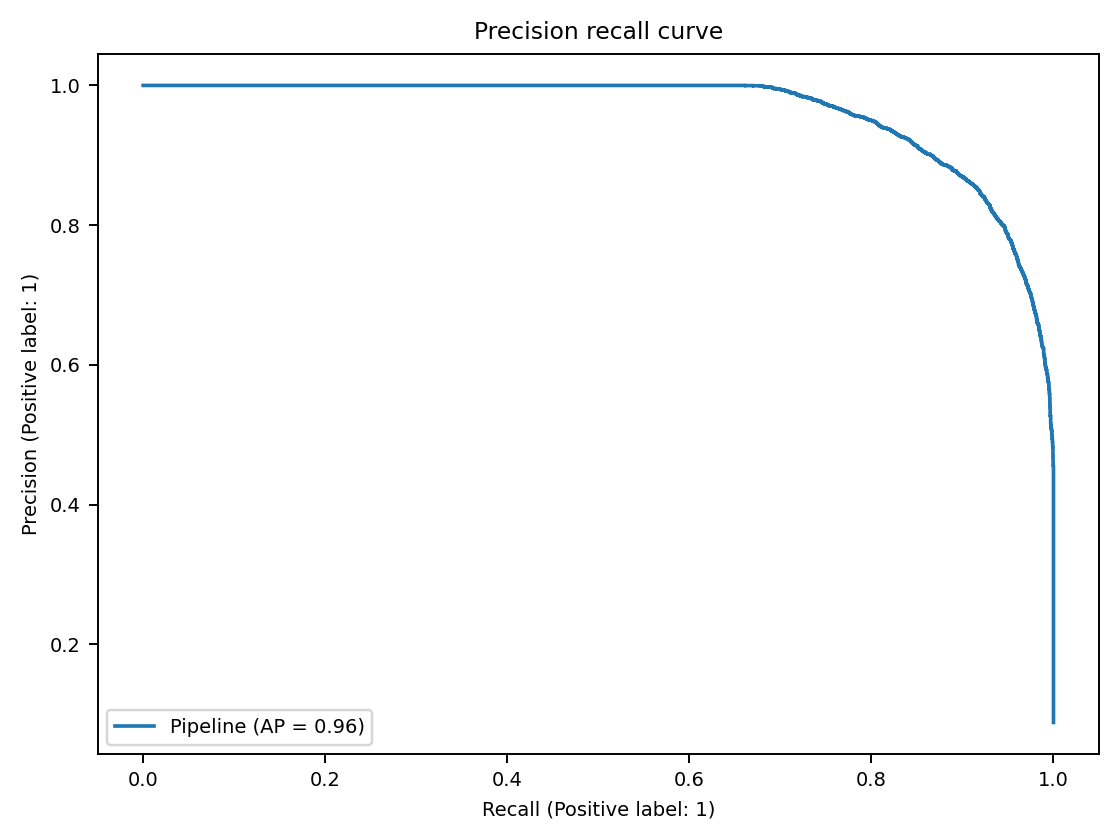 Precision recall curve
Precision (Positive label: 1)
1.0
0.8
0.6
0.4
0.2
Pipeline (AP = 0.96)
0.0 0.2 0.4 0.6 0.8 1.0
Recall (Positive label: 1)